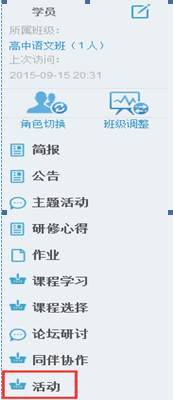 学员
所属班级：
高中语文班（1人）
上次访问：
2015-09-15 20:31
角色切换 班级调整
简报
公告
主题活动
研修心得
作业
课程学习
课程选择
论坛研讨
同伴协作
活动